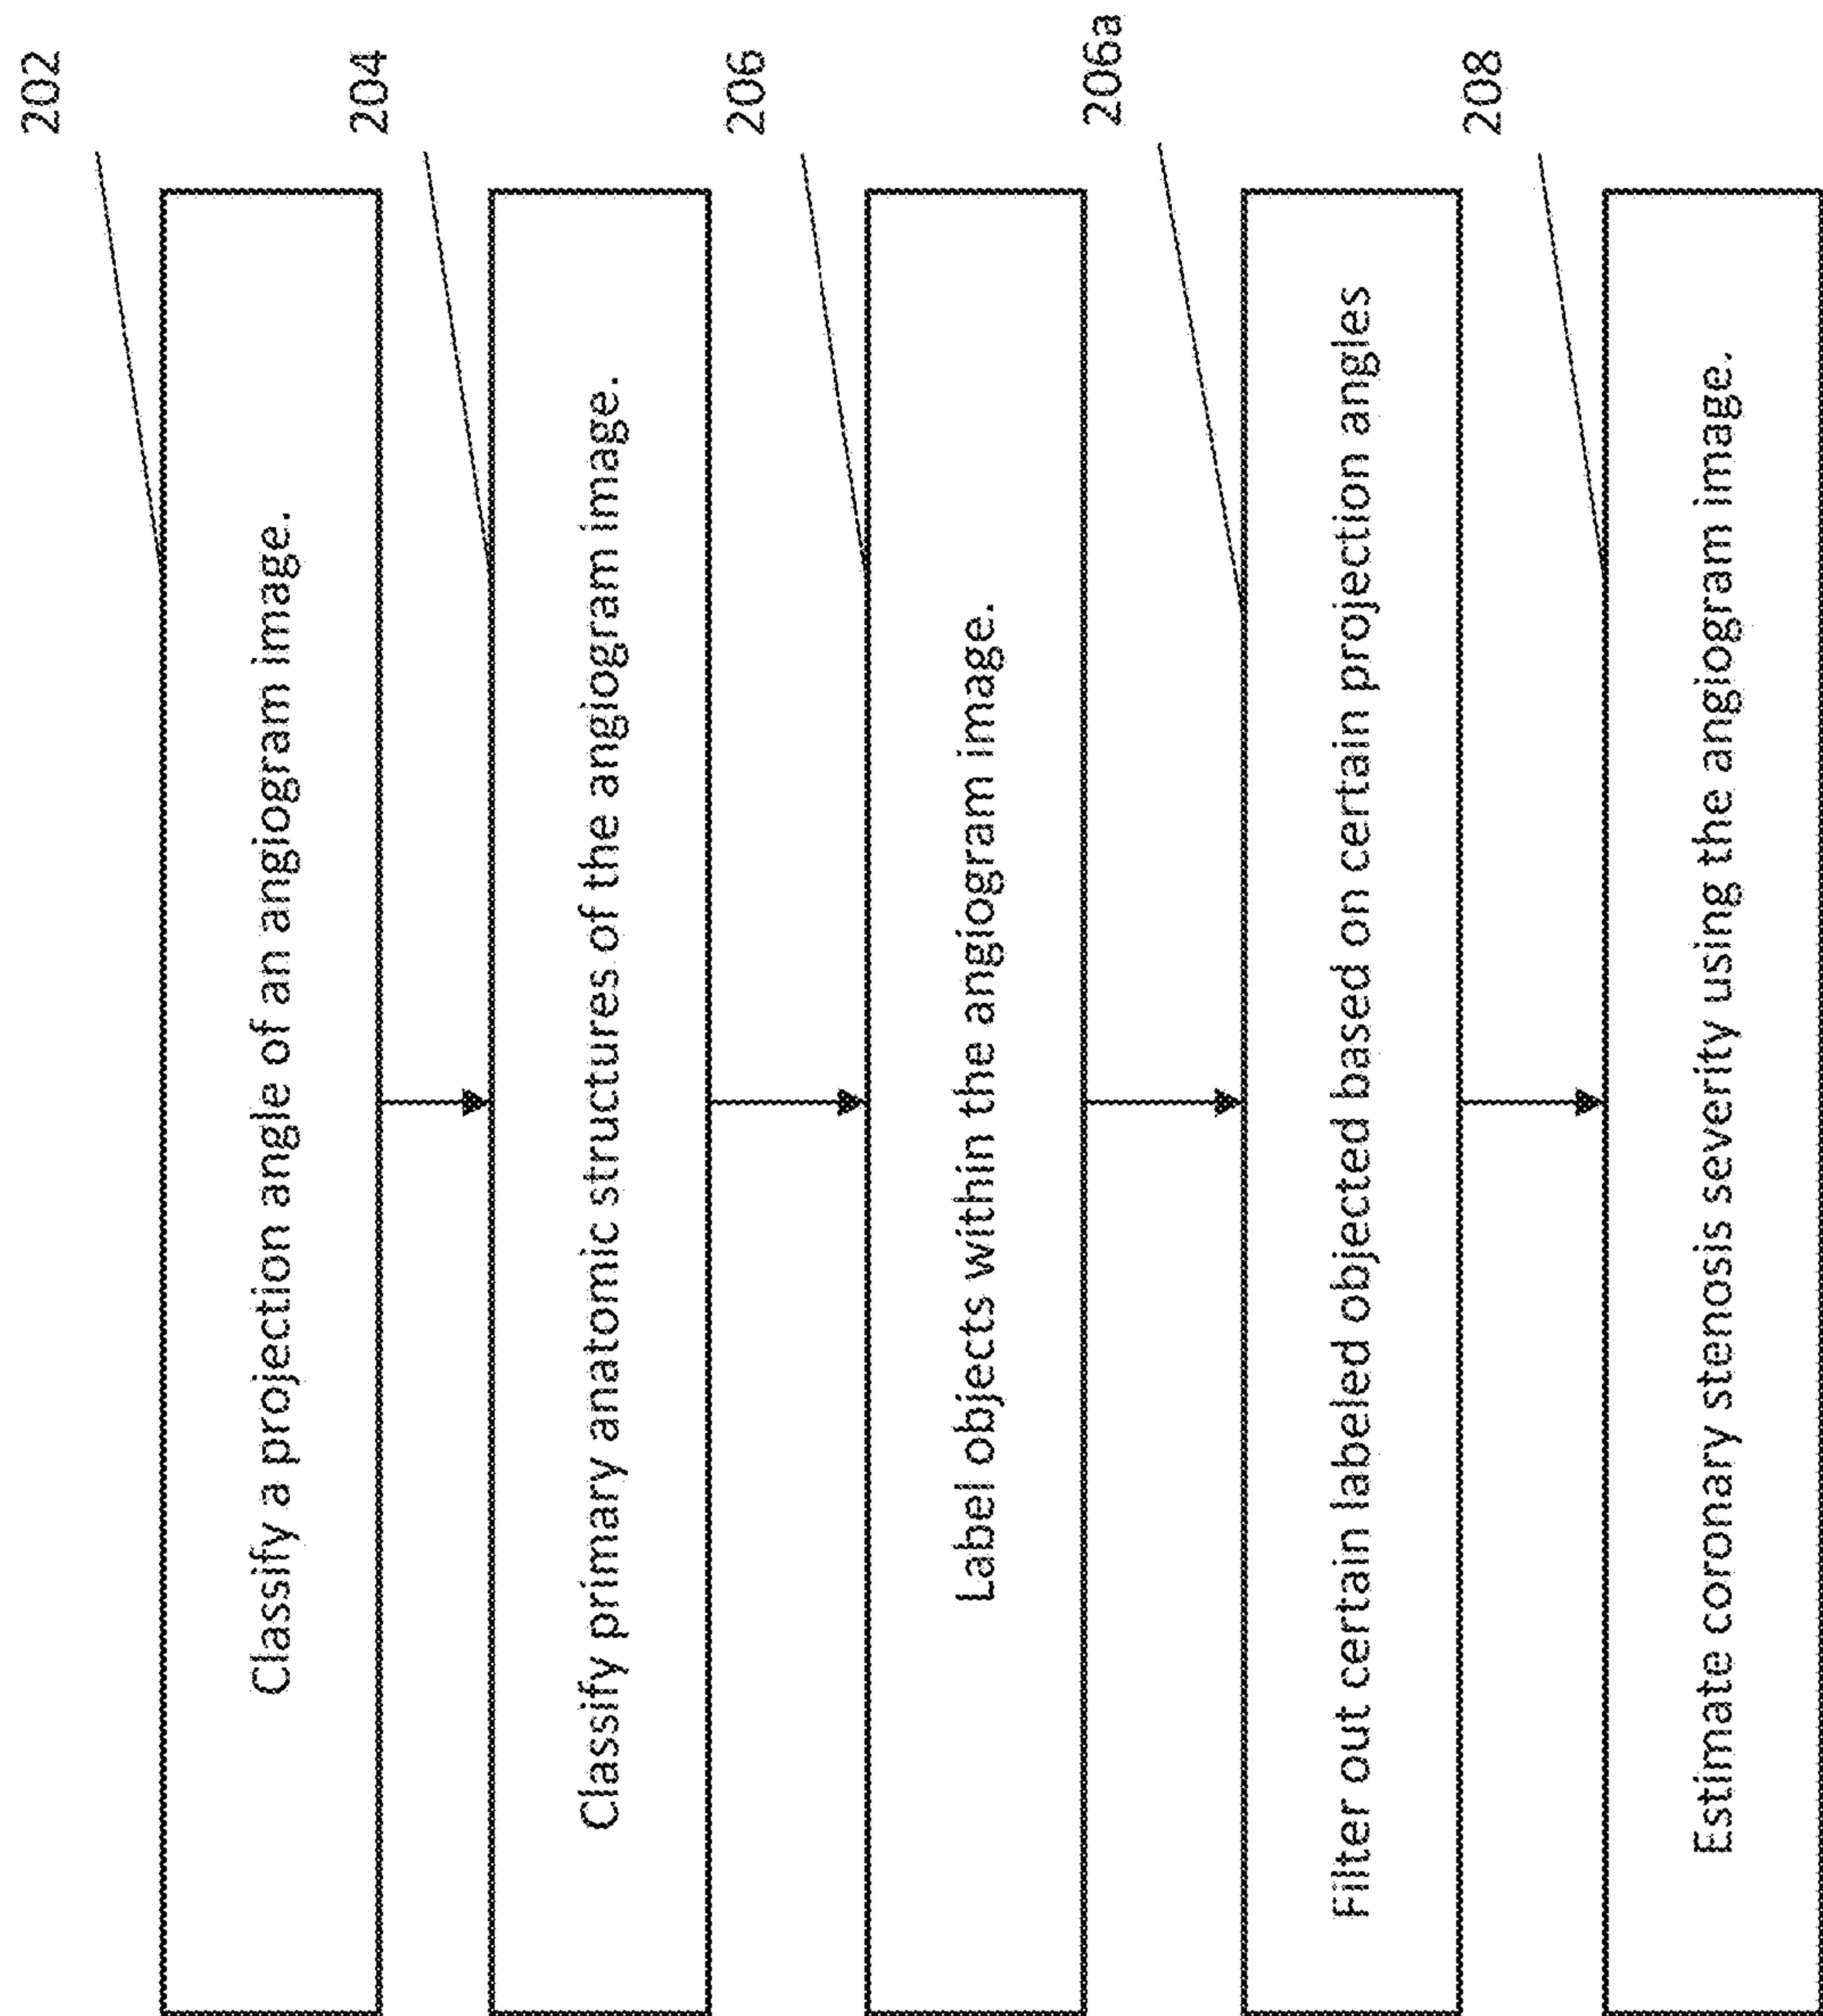 202
Classify a projection angle of an angiogram image.
204
Classify primary anatomic structures of the angiogram image.
206
Label objects within the angiogram image.
206a
Filter out certain labeled objected based on certain projection angles
208
Estimate coronary stenosis severity using the angiogram image.